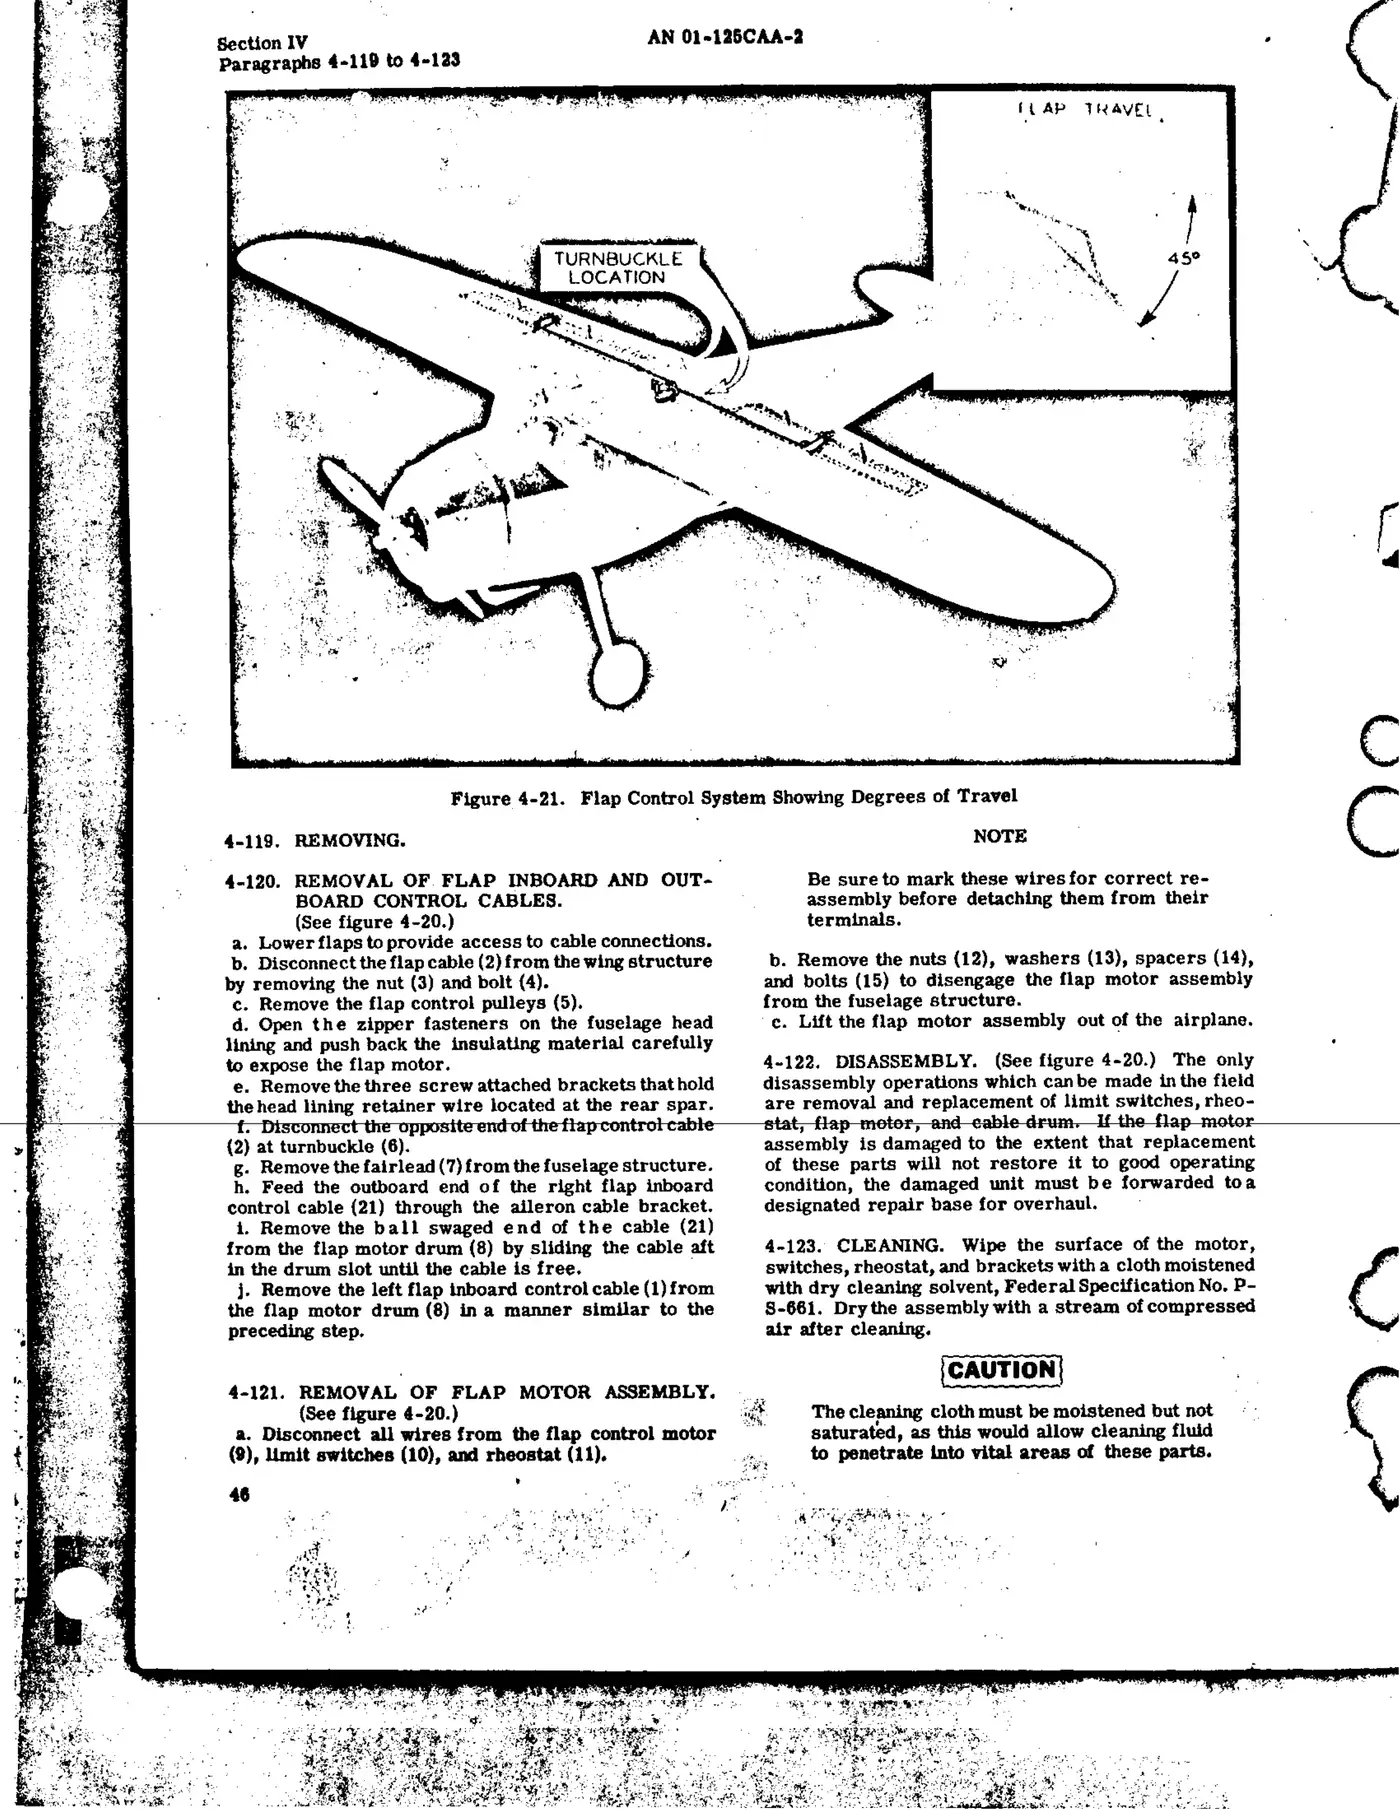 Section IV
Paragraphs 4-119 to 4-123
AN 01-125CAA-2
FLAP TRAVEL
45°
TURNBUCKLE
LOCATION
Figure 4-21. Flap Control System Showing Degrees of Travel
4-119. REMOVING.
4-120. REMOVAL OF FLAP INBOARD AND OUT-
BOARD CONTROL CABLES.
(See figure 4-20.)
a. Lower flaps to provide access to cable connections.
b. Disconnect the flap cable (2) from the wing structure
by removing the nut (3) and bolt (4).
c. Remove the flap control pulleys (5).
d. Open the zipper fasteners on the fuselage head
lining and push back the insulating material carefully
to expose the flap motor.
e. Remove the three screw attached brackets that hold
the head lining retainer wire located at the rear spar.
f. Disconnect the opposite end of the flap control cable
(2) at turnbuckle (6).
g. Remove the fairlead (7) from the fuselage structure.
h. Feed the outboard end of the right flap inboard
control cable (21) through the aileron cable bracket.
i. Remove the ball swaged end of the cable (21)
from the flap motor drum (8) by sliding the cable aft
in the drum slot until the cable is free.
j. Remove the left flap inboard control cable (1) from
the flap motor drum (8) in a manner similar to the
preceding step.
4-121. REMOVAL OF FLAP MOTOR ASSEMBLY.
(See figure 4-20.)
a. Disconnect all wires from the flap control motor
(9), limit switches (10), and rheostat (11).
46
NOTE
Be sure to mark these wires for correct re-
assembly before detaching them from their
terminals.
b. Remove the nuts (12), washers (13), spacers (14),
and bolts (15) to disengage the flap motor assembly
from the fuselage structure.
c. Lift the flap motor assembly out of the airplane.
4-122. DISASSEMBLY. (See figure 4-20.) The only
disassembly operations which can be made in the field
are removal and replacement of limit switches, rheo-
stat, flap motor, and cable drum. If the flap motor
assembly is damaged to the extent that replacement
of these parts will not restore it to good operating
condition, the damaged unit must be forwarded to a
designated repair base for overhaul.
4-123. CLEANING. Wipe the surface of the motor,
switches, rheostat, and brackets with a cloth moistened
with dry cleaning solvent, Federal Specification No. P-
S-661. Dry the assembly with a stream of compressed
air after cleaning.
CAUTION
The cleaning cloth must be moistened but not
saturated, as this would allow cleaning fluid
to penetrate into vital areas of these parts.